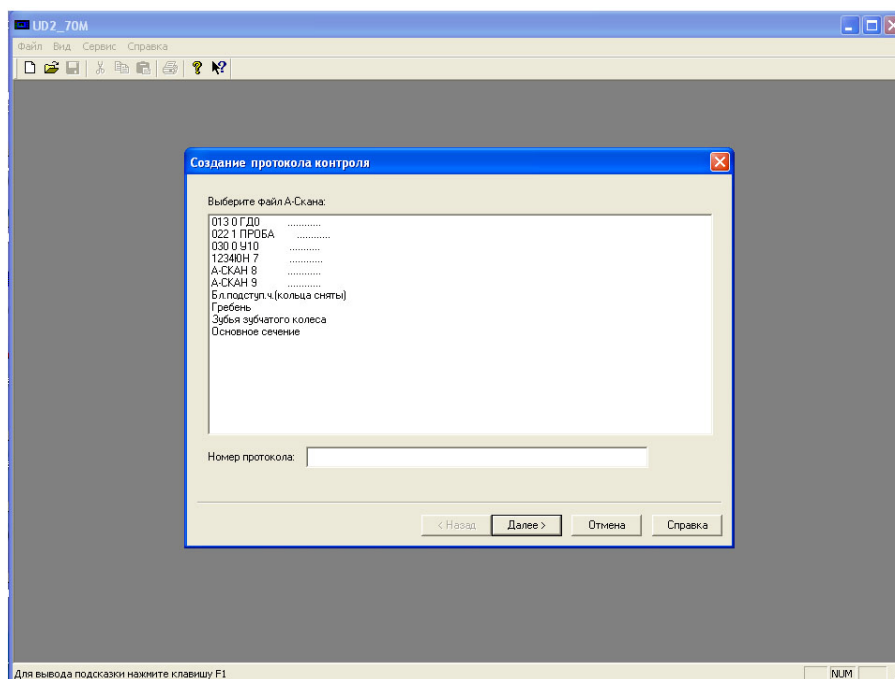 UD2_70M
Файл Вид Сервис Справка
Создание протокола контроля
Выберите файл А-Скана:
013 0 ГД0 ............
022 1 ПРОБА ............
030 0 У10 ...........
1234ЮН 7 ............
А-СКАН 8 ............
А-СКАН 9 ............
Бл.подступ.ч.(кольца сняты)
Гребень
Зубья зубчатого колеса
Основное сечение
Номер протокола:
< Назад Далее > Отмена Справка
Для вывода подсказки нажмите клавишу F1 NUM